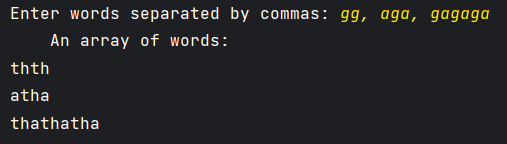 Enter words separated by commas: gg, aga, gagaga
An array of words:
thth
atha
thathatha